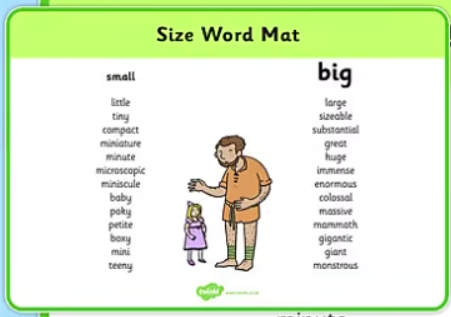 Size Word Mat
small
little
tiny
compact
miniature
minute
microscopic
miniscule
baby
poky
petite
boxy
mini
teeny
big
large
sizeable
substantial
great
huge
immense
enormous
colossal
massive
mammoth
gigantic
giant
monstrous
twinkl